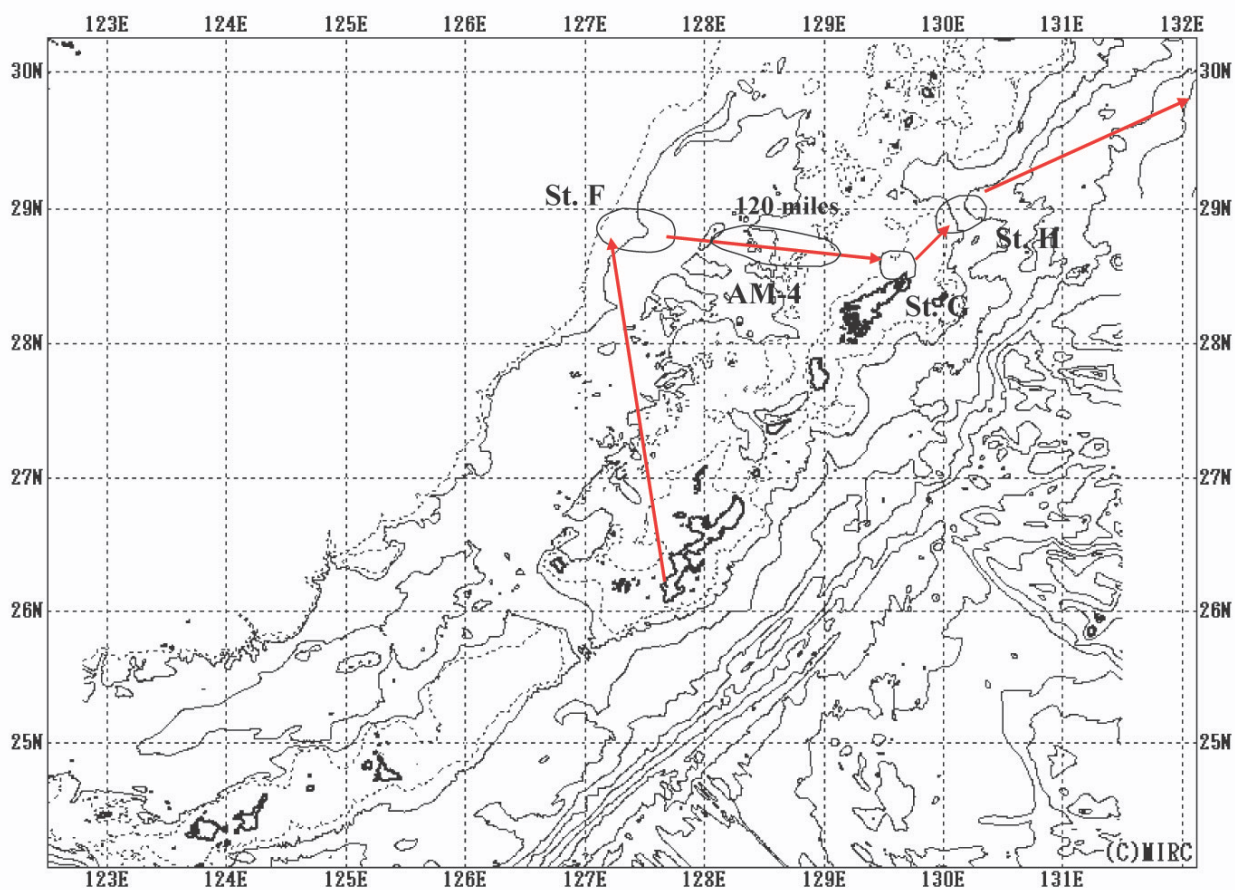 123E 124E 125E 126E 127E 128E 129E 130E 131E 132E
30N 30N
St. F
29N 120 miles 29N
St. H
AM-4
St. G
28N 28N
27N 27N
26N 26N
25N 25N
(C)MIRC
123E 124E 125E 126E 127E 128E 129E 130E 131E 132E